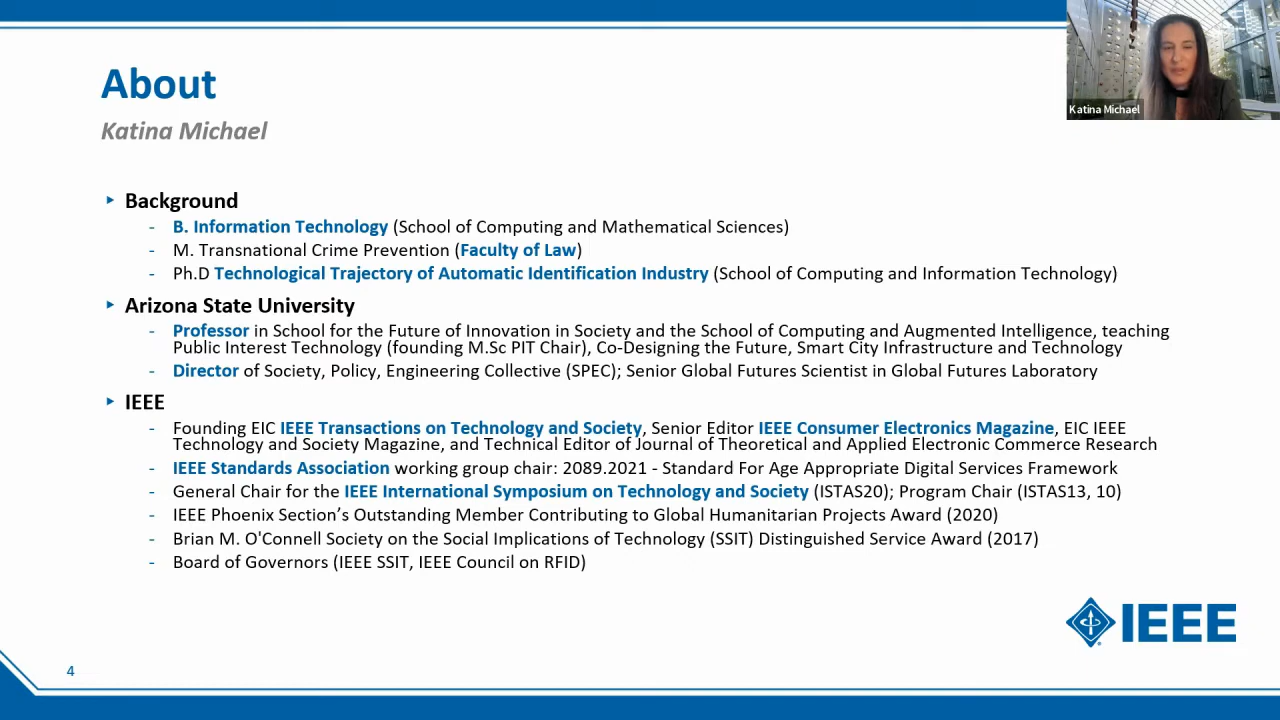 About
Katina Michael
Katina Michael
Background
- B. Information Technology (School of Computing and Mathematical Sciences)
- M. Transnational Crime Prevention (Faculty of Law)
- Ph.D Technological Trajectory of Automatic Identification Industry (School of Computing and Information Technology)
Arizona State University
- Professor in School for the Future of Innovation in Society and the School of Computing and Augmented Intelligence, teaching
Public Interest Technology (founding M.Sc PIT Chair), Co-Designing the Future, Smart City Infrastructure and Technology
- Director of Society, Policy, Engineering Collective (SPEC); Senior Global Futures Scientist in Global Futures Laboratory
IEEE
- Founding EIC IEEE Transactions on Technology and Society, Senior Editor IEEE Consumer Electronics Magazine, EIC IEEE
Technology and Society Magazine, and Technical Editor of Journal of Theoretical and Applied Electronic Commerce Research
- IEEE Standards Association working group chair: 2089.2021 - Standard For Age Appropriate Digital Services Framework
- General Chair for the IEEE International Symposium on Technology and Society (ISTAS20); Program Chair (ISTAS13, 10)
- IEEE Phoenix Section’s Outstanding Member Contributing to Global Humanitarian Projects Award (2020)
- Brian M. O'Connell Society on the Social Implications of Technology (SSIT) Distinguished Service Award (2017)
- Board of Governors (IEEE SSIT, IEEE Council on RFID)
IEEE
4